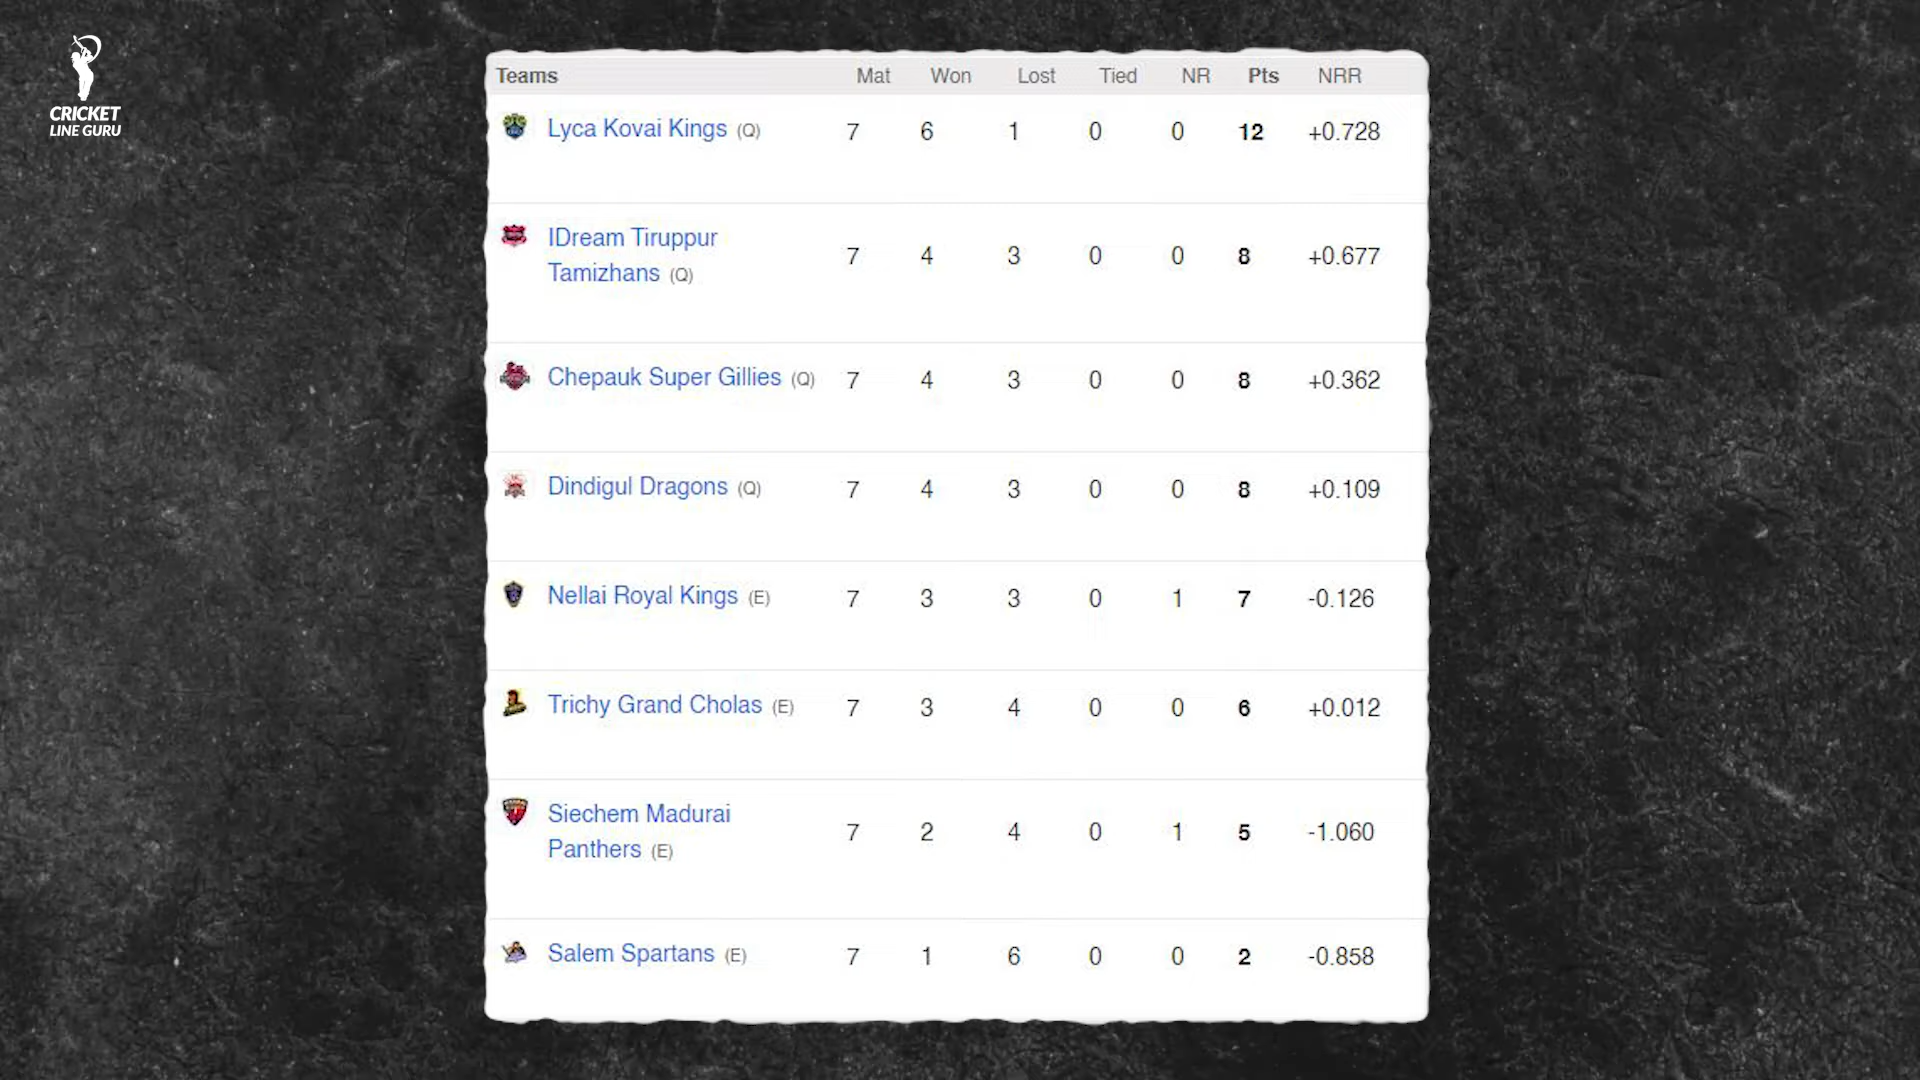 CRICKET
LINE GURU
Teams Mat Won Lost Tied NR Pts NRR
Lyca Kovai Kings (Q) 7 6 1 0 0 12 +0.728
IDream Tiruppur
Tamizhans (Q) 7 4 3 0 0 8 +0.677
Chepauk Super Gillies (Q) 7 4 3 0 0 8 +0.362
Dindigul Dragons (Q) 7 4 3 0 0 8 +0.109
Nellai Royal Kings (E) 7 3 3 0 1 7 -0.126
Trichy Grand Cholas (E) 7 3 4 0 0 6 +0.012
Siechem Madurai
Panthers (E) 7 2 4 0 1 5 -1.060
Salem Spartans (E) 7 1 6 0 0 2 -0.858